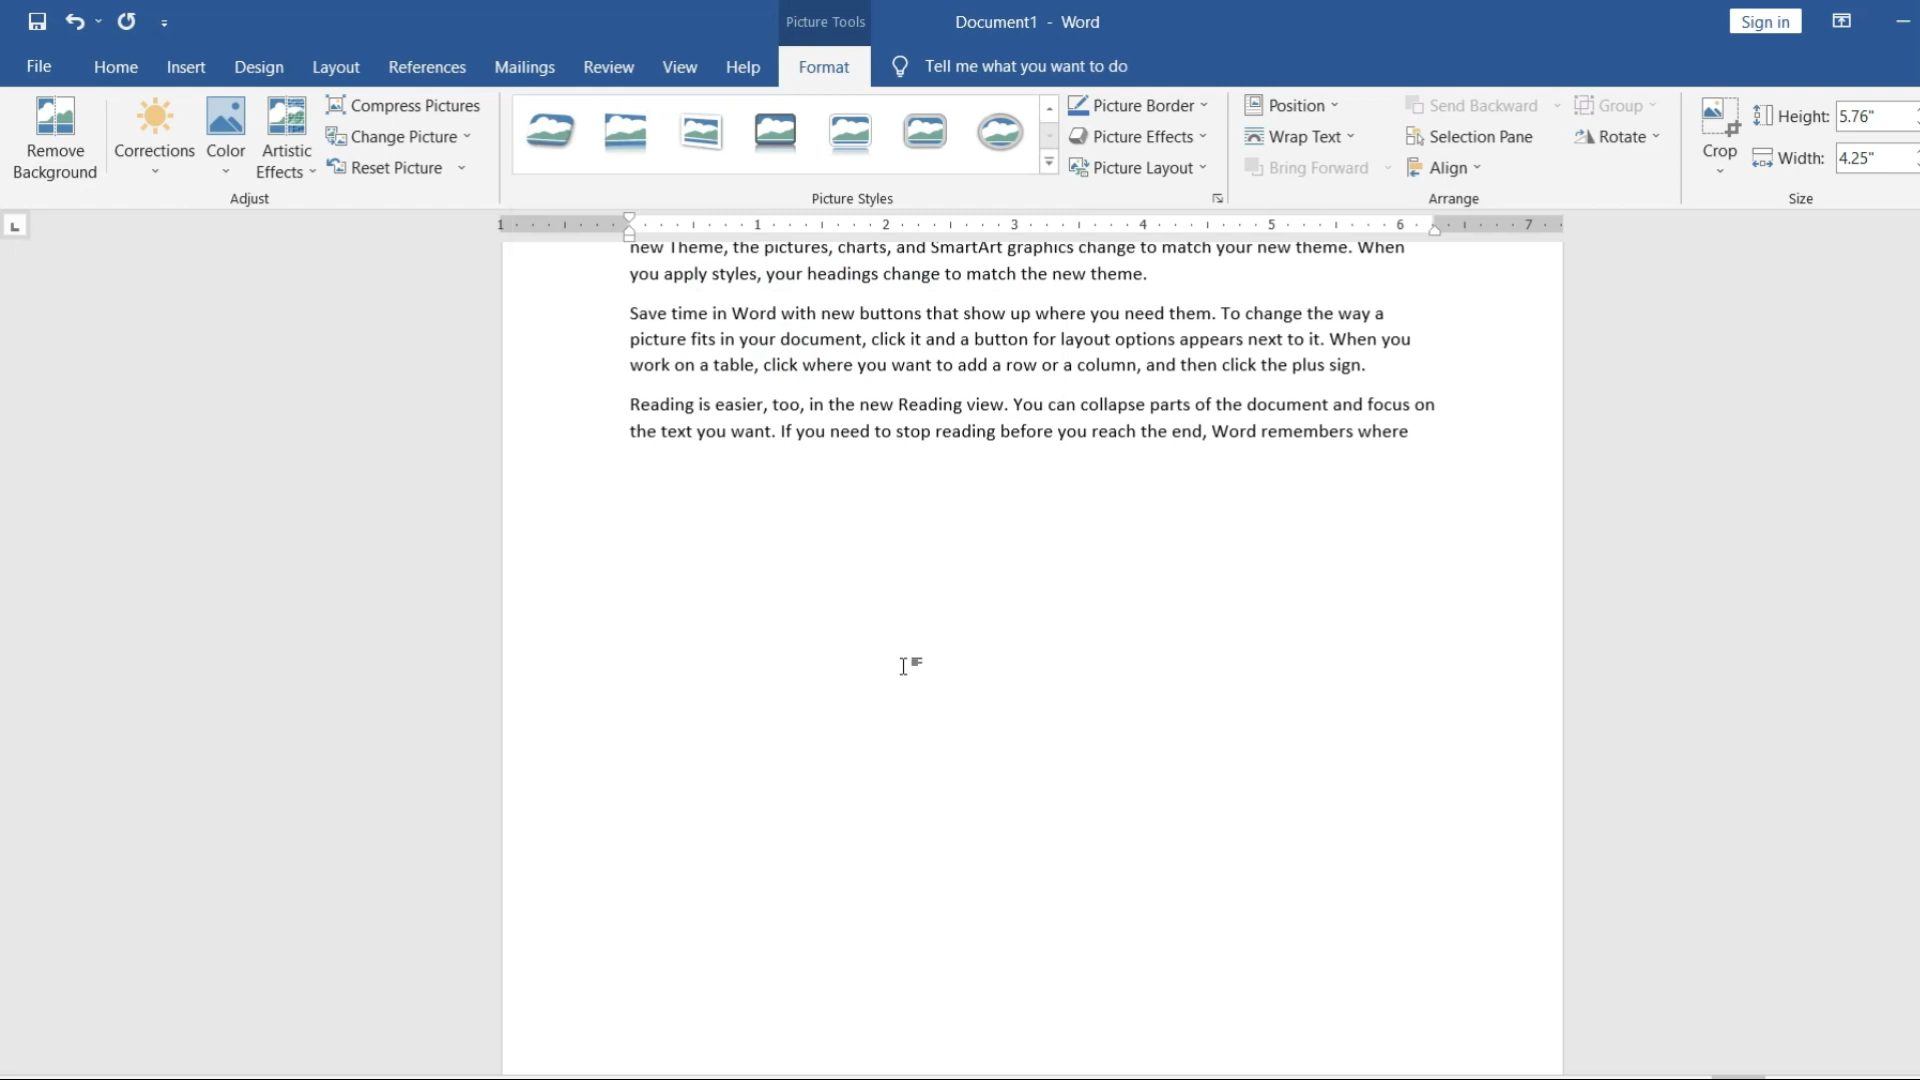 Picture Tools
Document1 - Word
Sign in
File Home Insert Design Layout References Mailings Review View Help Format Tell me what you want to do
Remove Background
Corrections
Color
Artistic Effects
Compress Pictures
Change Picture
Reset Picture
Adjust
Picture Styles
Picture Border
Picture Effects
Picture Layout
Position
Wrap Text
Bring Forward
Send Backward
Selection Pane
Align
Group
Rotate
Arrange
Crop
Height: 5.76"
Width: 4.25"
Size
L
1 1 2 3 4 5 6 7
new Theme, the pictures, charts, and SmartArt graphics change to match your new theme. When
you apply styles, your headings change to match the new theme.
Save time in Word with new buttons that show up where you need them. To change the way a
picture fits in your document, click it and a button for layout options appears next to it. When you
work on a table, click where you want to add a row or a column, and then click the plus sign.
Reading is easier, too, in the new Reading view. You can collapse parts of the document and focus on
the text you want. If you need to stop reading before you reach the end, Word remembers where